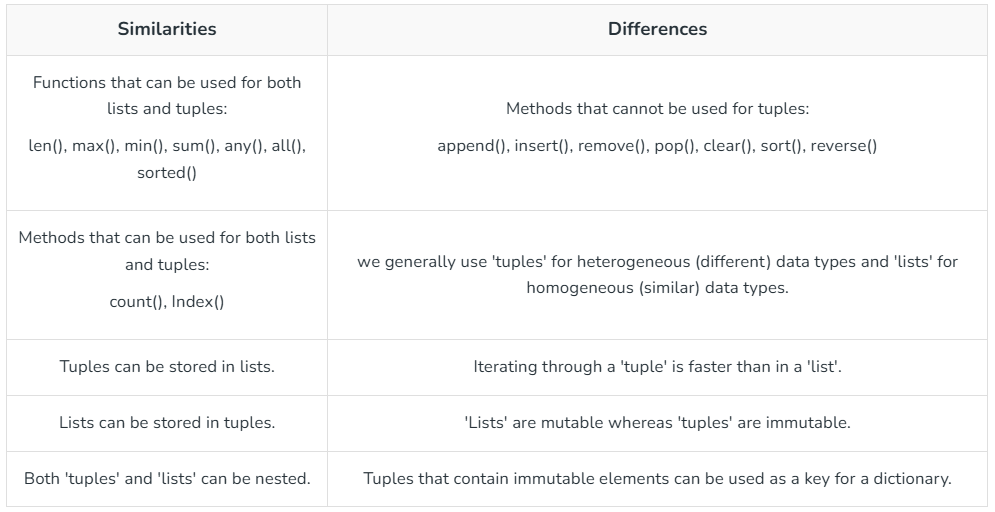 Similarities
Differences
Functions that can be used for both
lists and tuples:
len(), max(), min(), sum(), any(), all(),
sorted()
Methods that cannot be used for tuples:
append(), insert(), remove(), pop(), clear(), sort(), reverse()
Methods that can be used for both lists
and tuples:
count(), Index()
we generally use 'tuples' for heterogeneous (different) data types and 'lists' for
homogeneous (similar) data types.
Tuples can be stored in lists.
Iterating through a 'tuple' is faster than in a 'list'.
Lists can be stored in tuples.
'Lists' are mutable whereas 'tuples' are immutable.
Both 'tuples' and 'lists' can be nested.
Tuples that contain immutable elements can be used as a key for a dictionary.